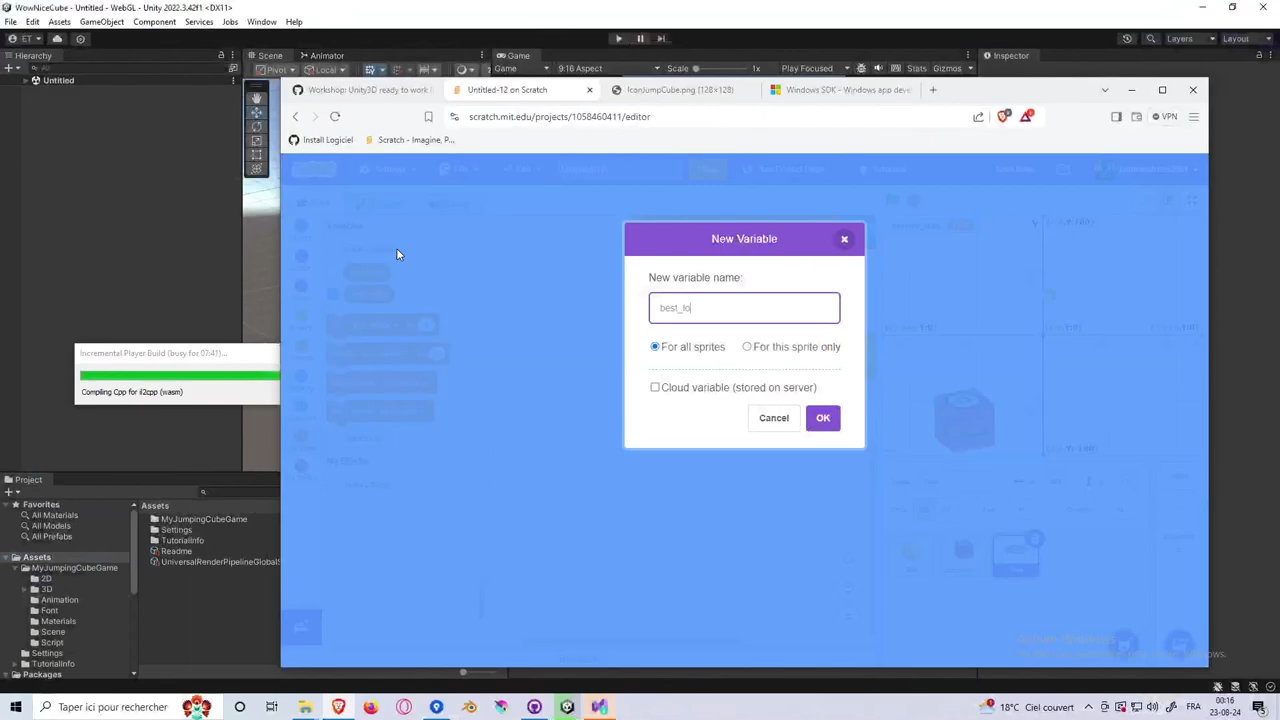 WowNiceCube - Untitled - WebGL - Unity 2022.3.42f1 <DX11>
File Edit Assets GameObject Component Services Jobs Window Help
ET Layers Layout
Hierarchy Scene Animator Game Inspector
All Pivot Local Game 9:16 Aspect Scale 1x Play Focused Stats Gizmos
Untitled
Workshop: Unity3D ready to work Untitled-12 on Scratch IconJumpCube.png (128×128) Windows SDK – Windows app deve
scratch.mit.edu/projects/1058460411/editor VPN
Install Logiciel Scratch - Imagine, P...
New Variable
New variable name:
best_lo
For all sprites For this sprite only
Cloud variable (stored on server)
Cancel OK
Incremental Player Build (busy for 07:41)...
Compiling Cpp for il2cpp (wasm)
Project
Favorites
All Materials
All Models
All Prefabs
Assets
MyJumpingCubeGame
2D
3D
Animation
Font
Materials
Scene
Script
Settings
TutorialInfo
Packages
Assets
MyJumpingCubeGame
Settings
TutorialInfo
Readme
UniversalRenderPipelineGlobalS
Taper ici pour rechercher
18°C Ciel couvert FRA 00:16
23-08-24